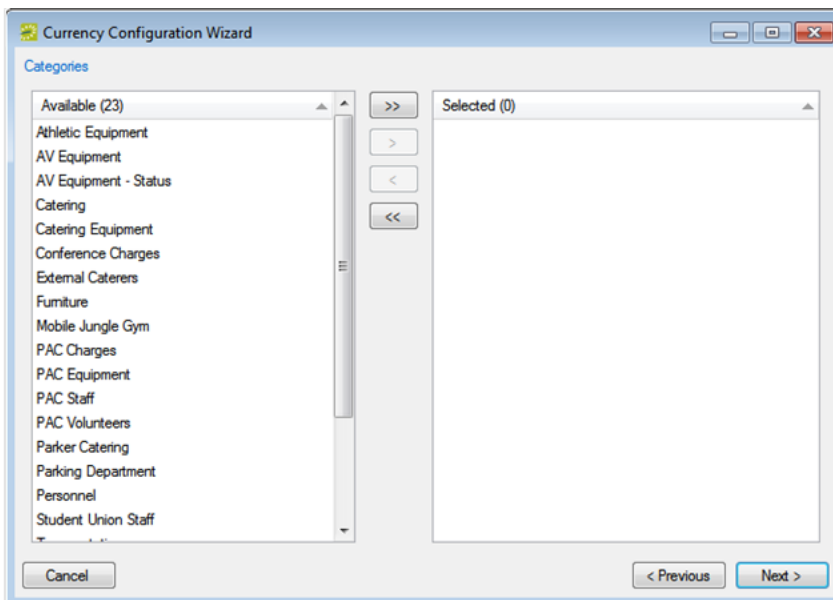 Currency Configuration Wizard
Categories
Available (23)
Athletic Equipment
AV Equipment
AV Equipment - Status
Catering
Catering Equipment
Conference Charges
External Caterers
Furniture
Mobile Jungle Gym
PAC Charges
PAC Equipment
PAC Staff
PAC Volunteers
Parker Catering
Parking Department
Personnel
Student Union Staff
>>
>
<
<<
Selected (0)
Cancel
< Previous
Next >